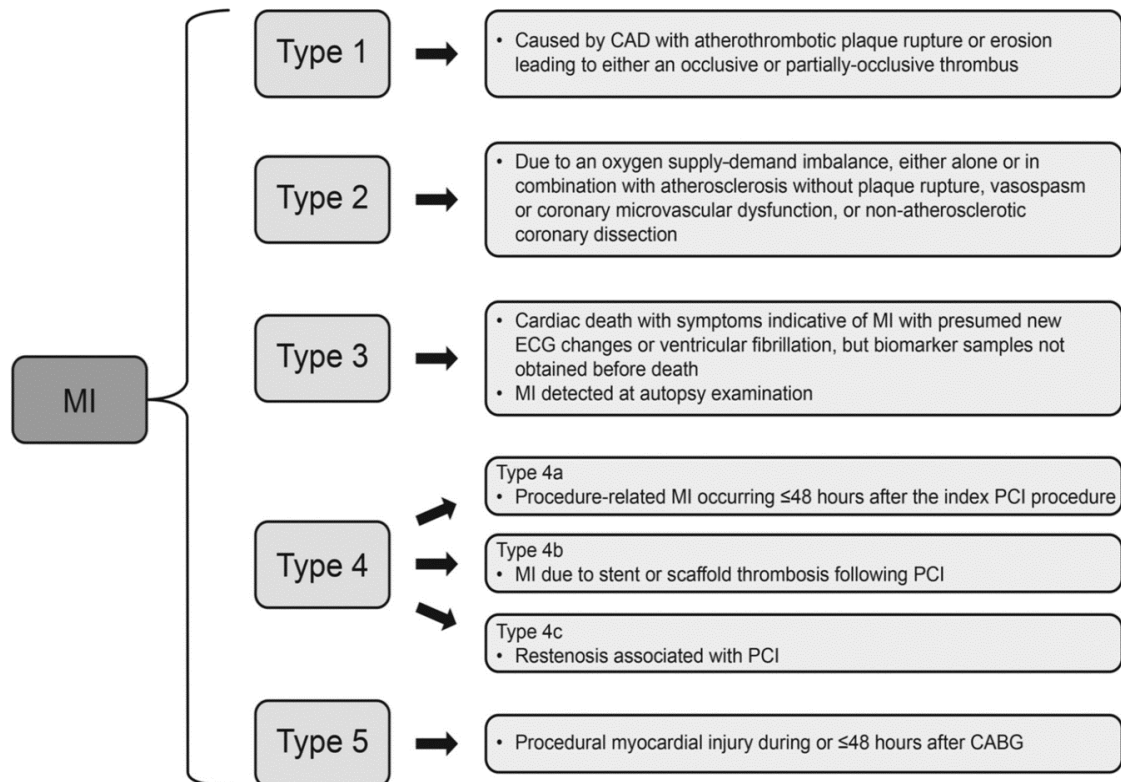 MI
Type 1
• Caused by CAD with atherothrombotic plaque rupture or erosion
leading to either an occlusive or partially-occlusive thrombus
Type 2
• Due to an oxygen supply-demand imbalance, either alone or in
combination with atherosclerosis without plaque rupture, vasospasm
or coronary microvascular dysfunction, or non-atherosclerotic
coronary dissection
Type 3
• Cardiac death with symptoms indicative of MI with presumed new
ECG changes or ventricular fibrillation, but biomarker samples not
obtained before death
• MI detected at autopsy examination
Type 4
Type 4a
• Procedure-related MI occurring ≤48 hours after the index PCI procedure
Type 4b
• MI due to stent or scaffold thrombosis following PCI
Type 4c
• Restenosis associated with PCI
Type 5
• Procedural myocardial injury during or ≤48 hours after CABG